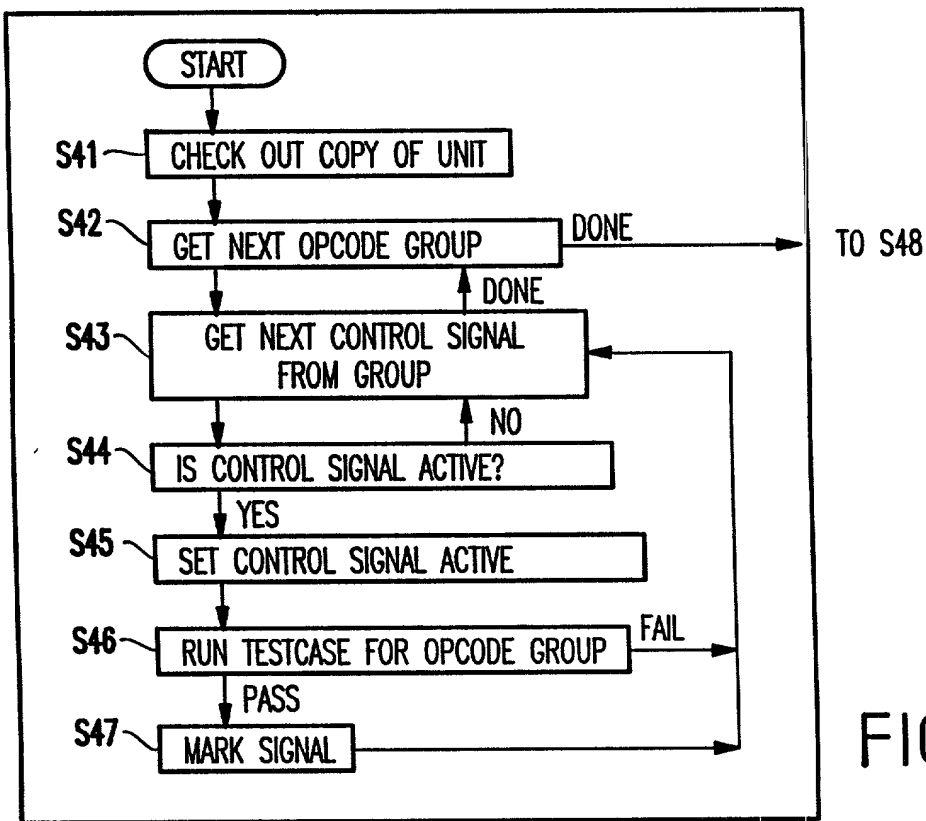 START
S41 CHECK OUT COPY OF UNIT
S42 GET NEXT OPCODE GROUP DONE TO S48
DONE
S43 GET NEXT CONTROL SIGNAL
FROM GROUP
NO
S44 IS CONTROL SIGNAL ACTIVE?
YES
S45 SET CONTROL SIGNAL ACTIVE
S46 RUN TESTCASE FOR OPCODE GROUP FAIL
PASS
S47 MARK SIGNAL